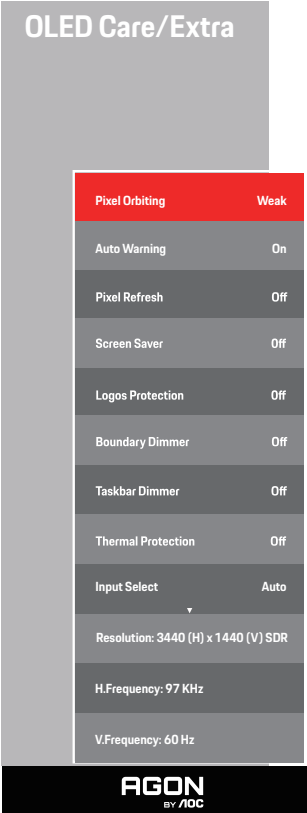 OLED Care/Extra
Pixel Orbiting Weak
Auto Warning On
Pixel Refresh Off
Screen Saver Off
Logos Protection Off
Boundary Dimmer Off
Taskbar Dimmer Off
Thermal Protection Off
Input Select Auto
Resolution: 3440 (H) x 1440 (V) SDR
H.Frequency: 97 KHz
V.Frequency: 60 Hz
AGON
BY AOC